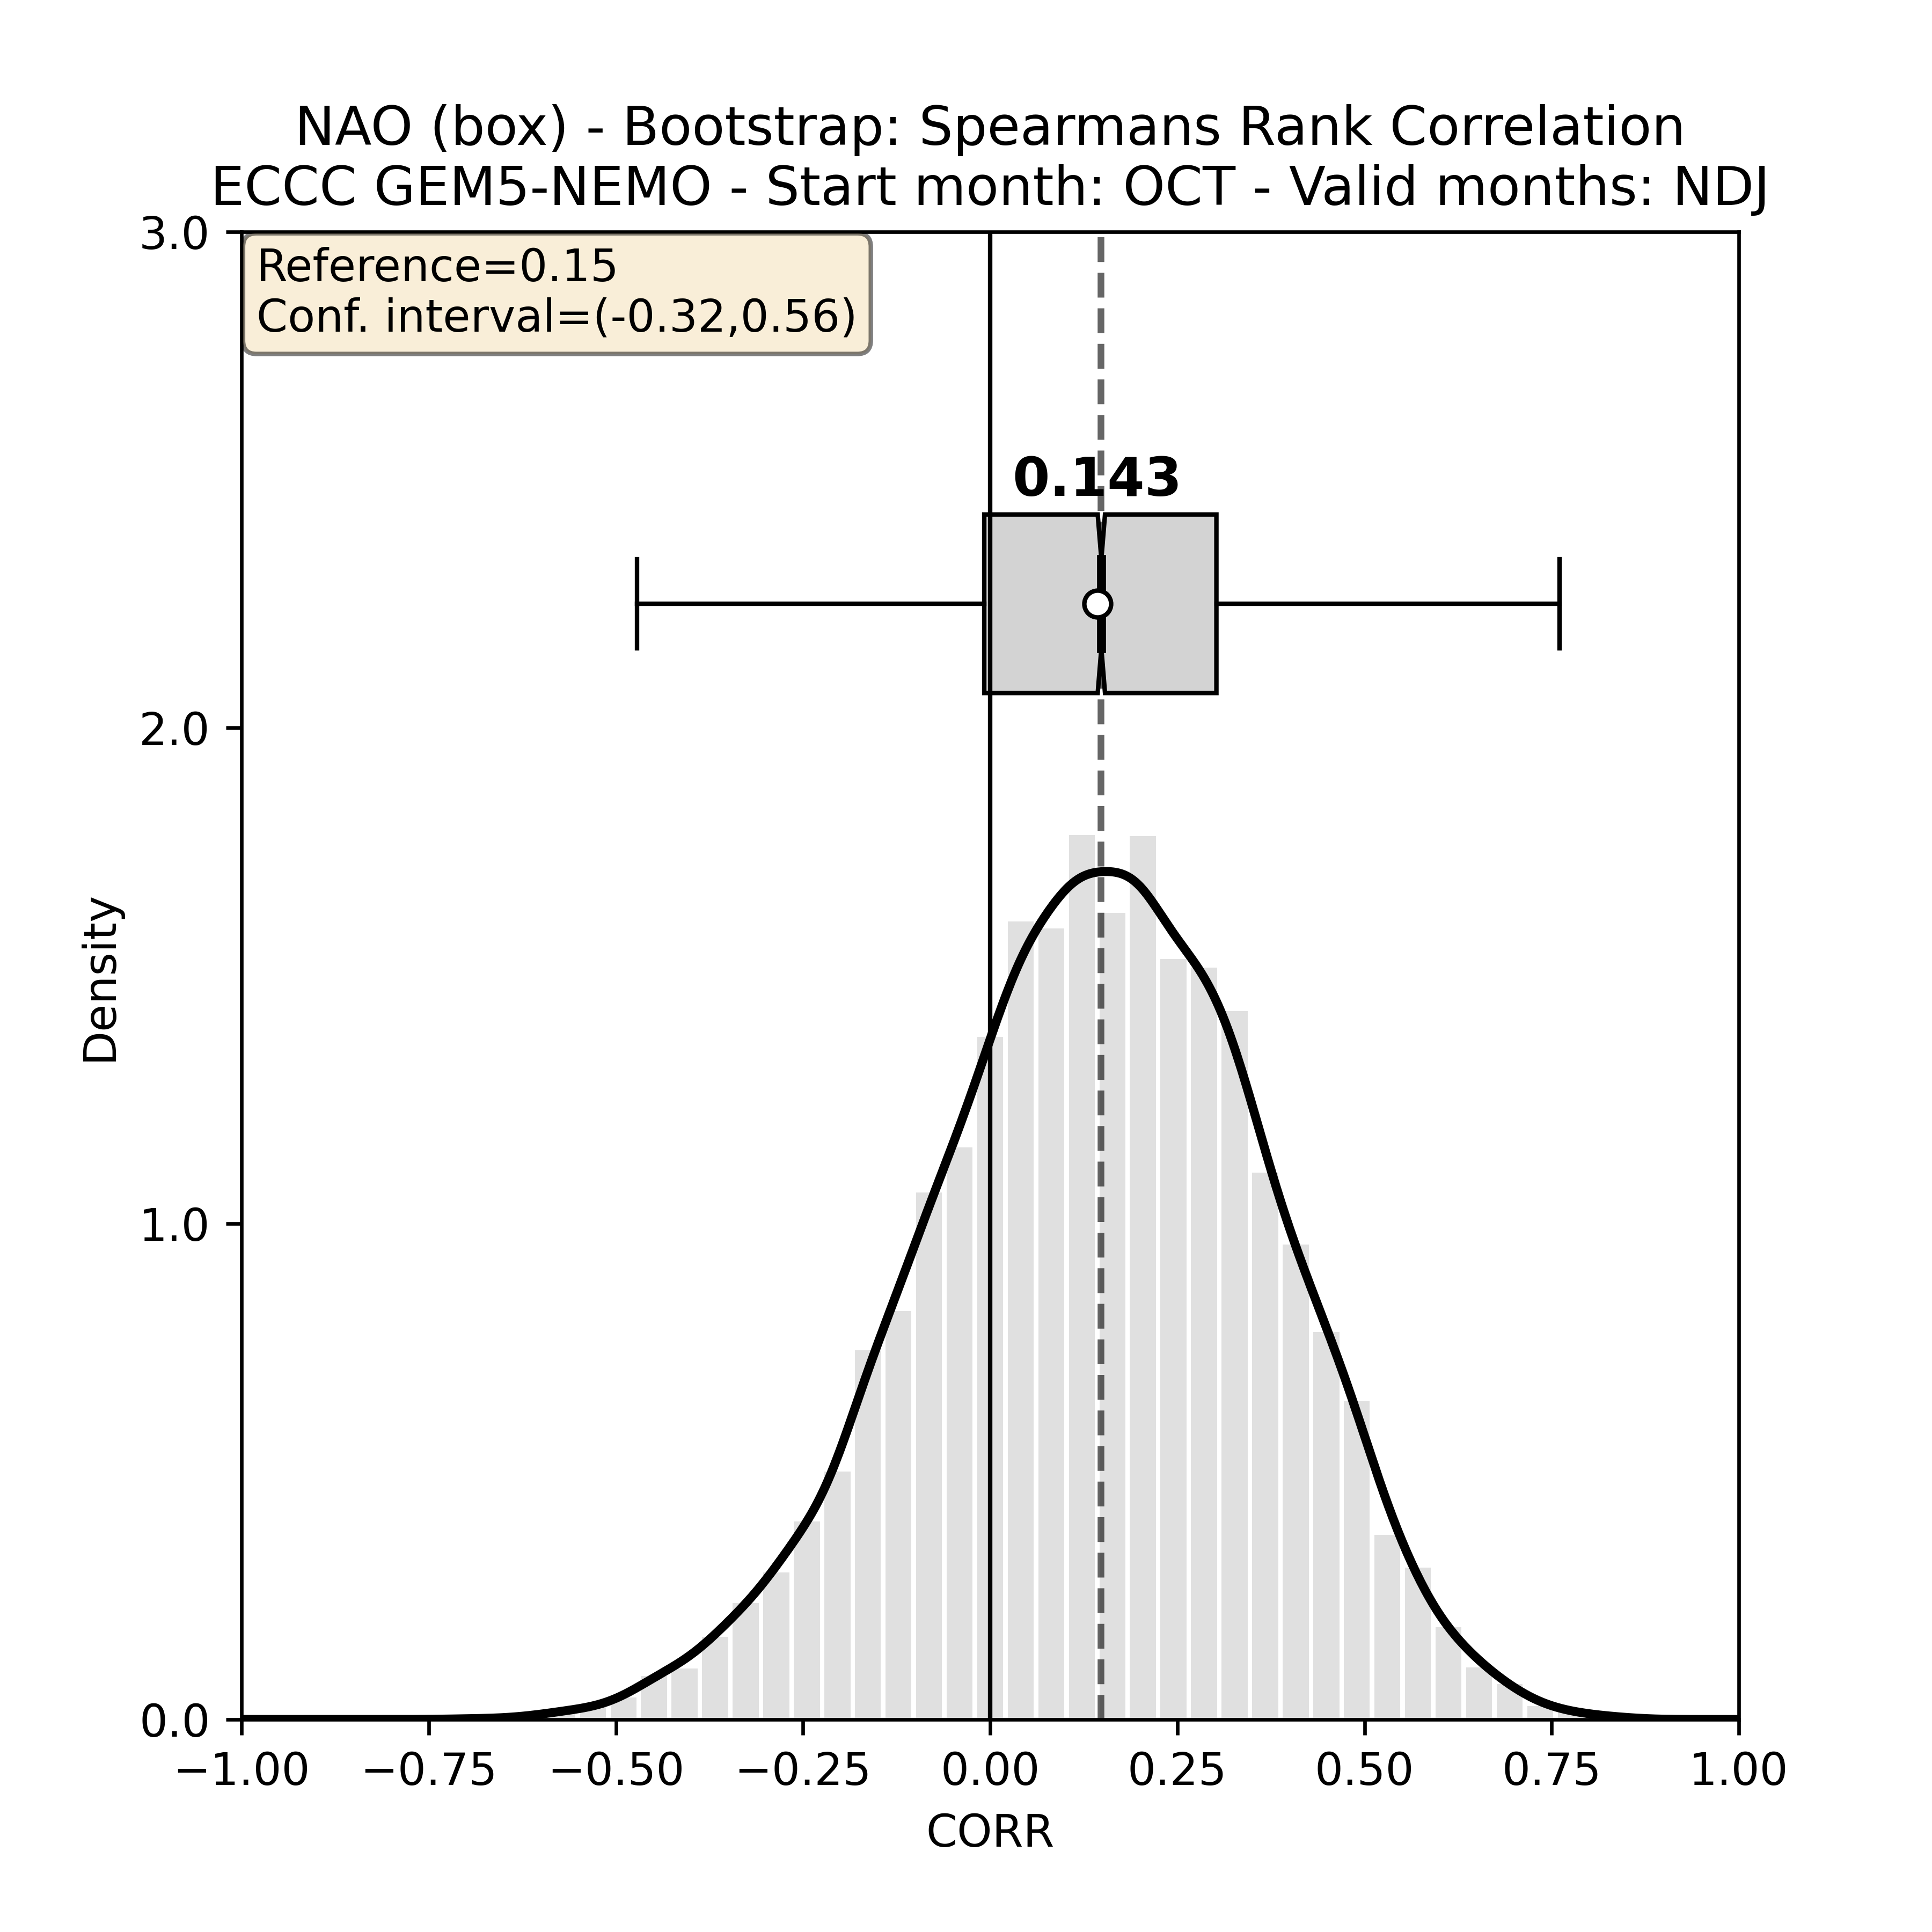 NAO (box) - Bootstrap: Spearmans Rank Correlation
ECCC GEM5-NEMO - Start month: OCT - Valid months: NDJ
Reference=0.15
Conf. interval=(-0.32,0.56)
0.143
3.0
2.0
1.0
0.0
Density
−1.00 −0.75 −0.50 −0.25 0.00 0.25 0.50 0.75 1.00
CORR